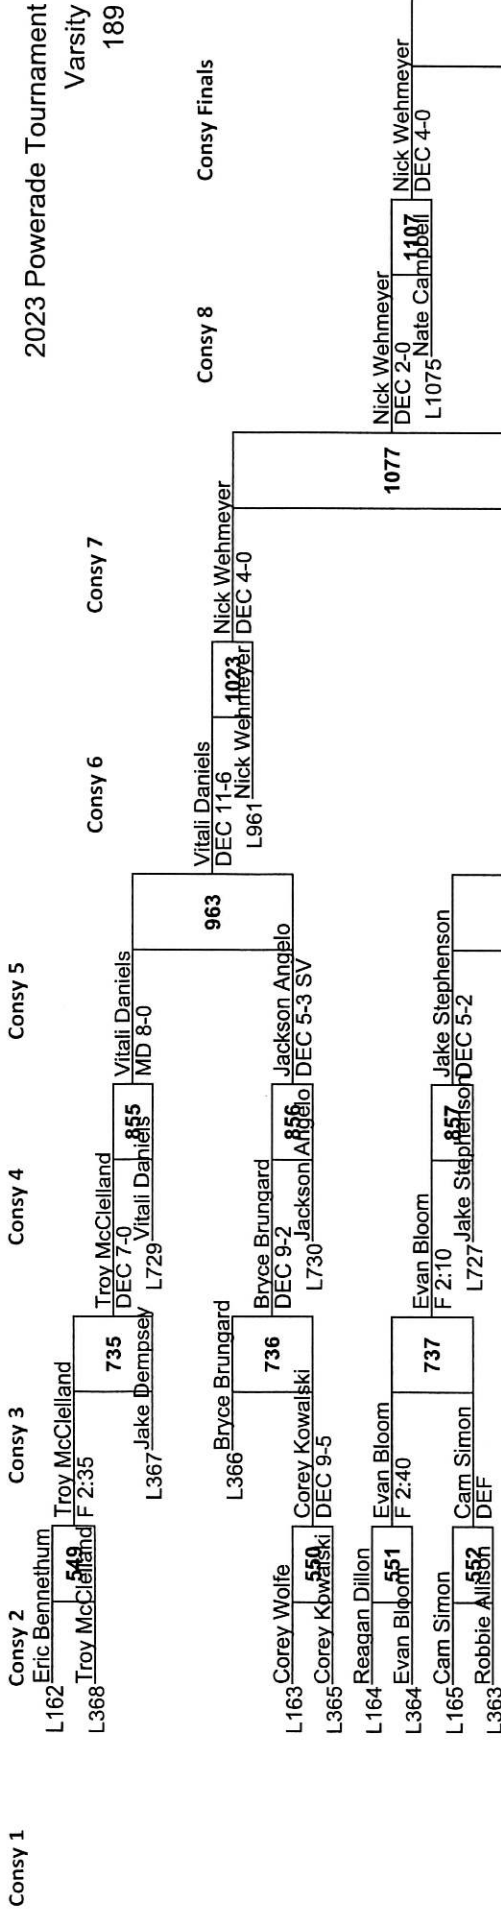 2023 Powerade Tournament
Varsity
189
Consy 1
Consy 2
Consy 3
Consy 4
Consy 5
Consy 6
Consy 7
Consy 8
Consy Finals
L162 Eric Bennethum
549
L368 Troy McClelland
Troy McClelland
F 2:35
735
L367 Jake Dempsey
Troy McClelland
DEC 7-0
855
L729 Vitali Daniels
Vitali Daniels
MD 8-0
963
L366 Bryce Brungard
736
L163 Corey Wolfe
550
L365 Corey Kowalski
Corey Kowalski
DEC 9-5
Bryce Brungard
DEC 9-2
856
L730 Jackson Angelo
Jackson Angelo
DEC 5-3 SV
Vitali Daniels
DEC 11-6
1023
L961 Nick Wehmeyer
Nick Wehmeyer
DEC 4-0
1077
L164 Reagan Dillon
551
L364 Evan Bloom
Evan Bloom
F 2:40
737
L165 Cam Simon
552
L363 Robbie Allison
Cam Simon
DEF
Evan Bloom
F 2:10
857
L727 Jake Stephenson
Jake Stephenson
DEC 5-2
Nick Wehmeyer
DEC 2-0
1107
L1075 Nate Campbell
Nick Wehmeyer
DEC 4-0